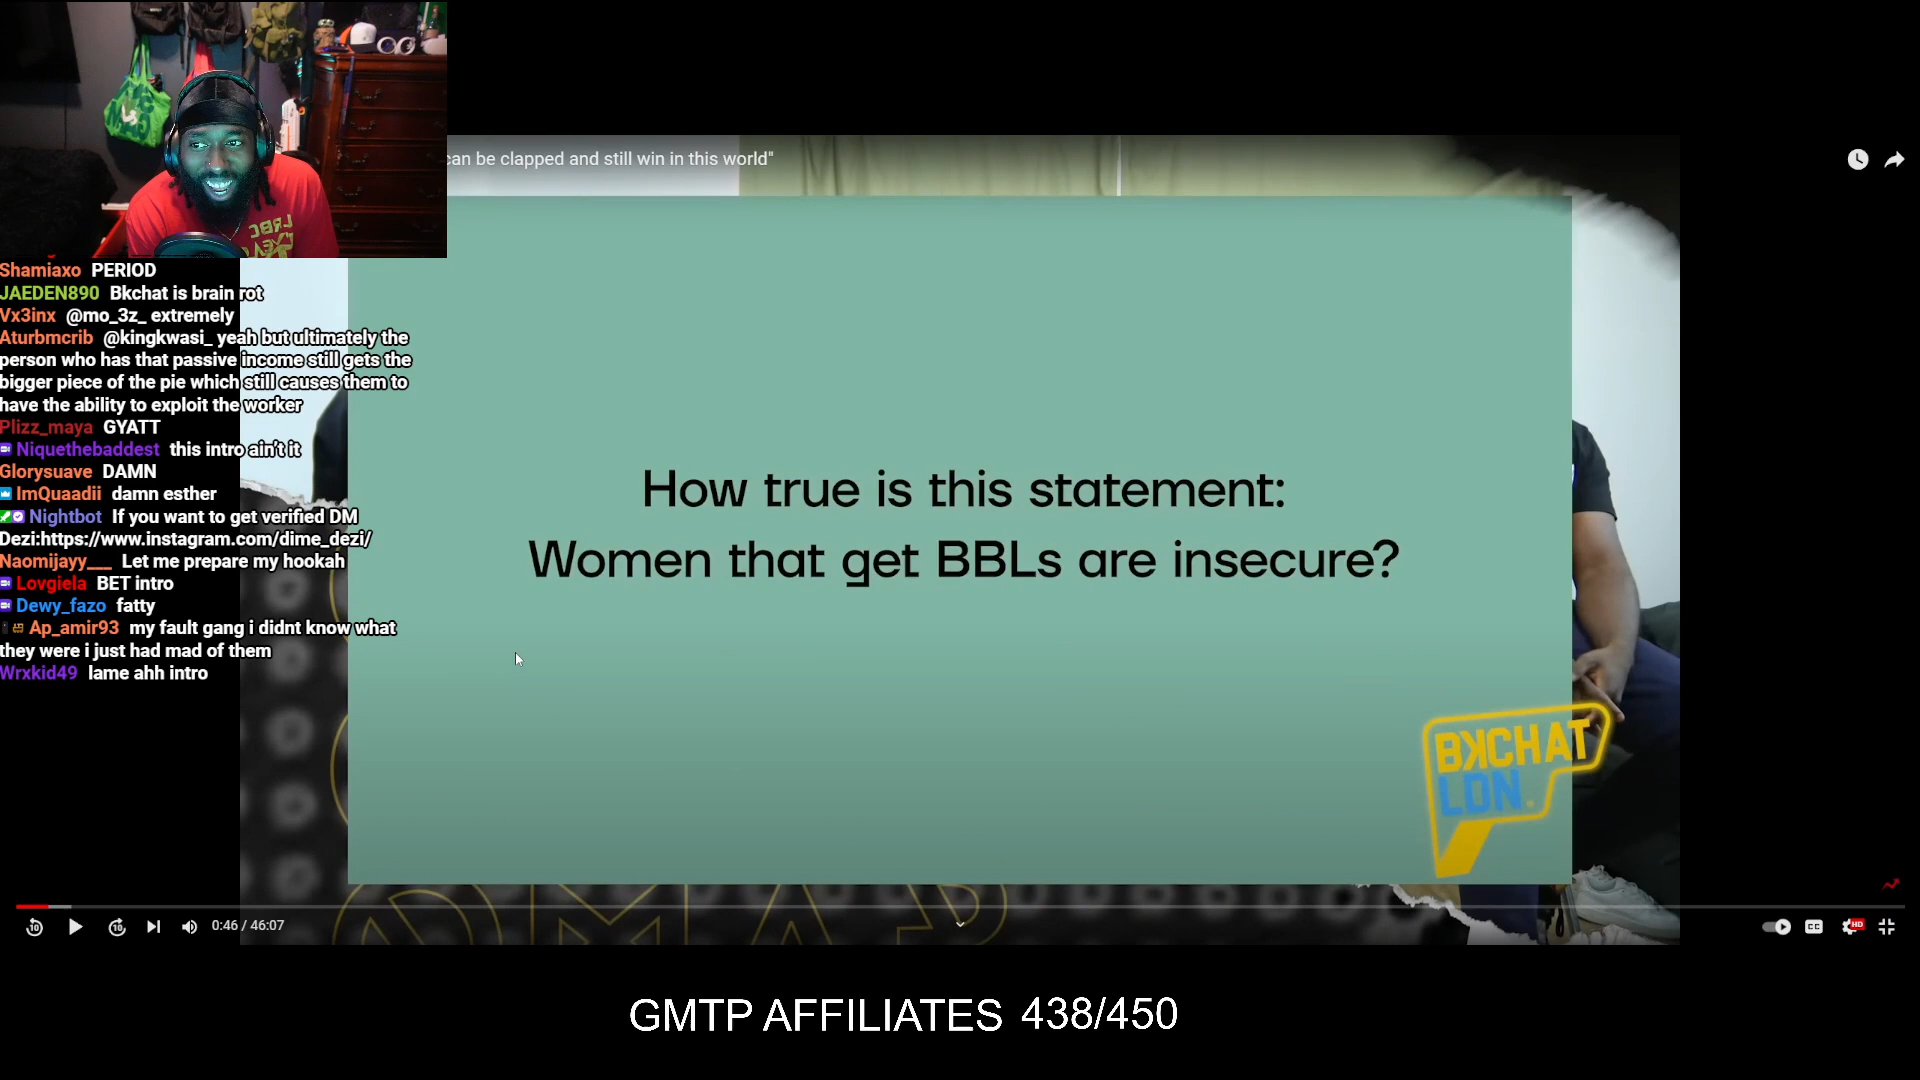 can be clapped and still win in this world"
Shamiaxo PERIOD
JAEDEN890 Bkchat is brain rot
Vx3inx @mo_3z_ extremely
Aturbmcrib @kingkwasi_ yeah but ultimately the
person who has that passive income still gets the
bigger piece of the pie which still causes them to
have the ability to exploit the worker
Plizz_maya GYATT
Niquethebaddest this intro ain't it
Glorysuave DAMN
ImQuaadii damn esther
Nightbot If you want to get verified DM
Dezi:https://www.instagram.com/dime_dezi/
Naomijayy___ Let me prepare my hookah
Lovgiela BET intro
Dewy_fazo fatty
Ap_amir93 my fault gang i didnt know what
they were i just had mad of them
Wrxkid49 lame ahh intro
How true is this statement:
Women that get BBLs are insecure?
BKCHAT
LDN.
10
10
0:46 / 46:07
CC
HD
GMTP AFFILIATES 438/450